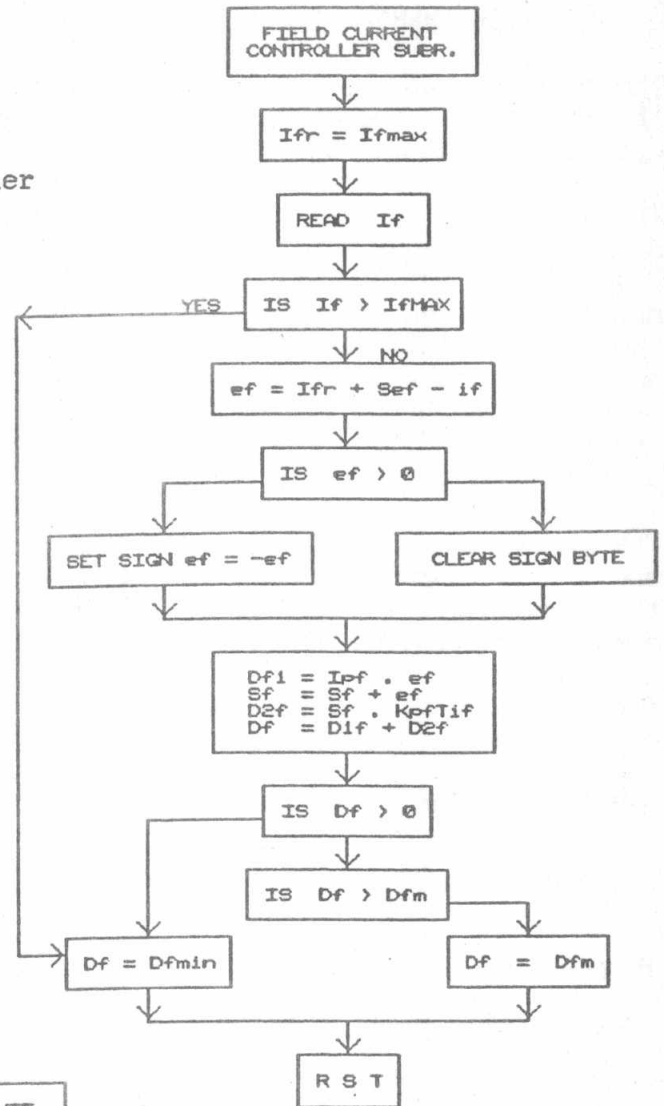 FIELD CURRENT
CONTROLLER SUBR.
Ifr = Ifmax
READ If
YES
IS If > IfMAX
NO
ef = Ifr + Sef - if
IS ef > 0
SET SIGN ef = -ef
CLEAR SIGN BYTE
Df1 = Ipf . ef
Sf = Sf + ef
D2f = Sf . KpfTif
Df = D1f + D2f
IS Df > 0
IS Df > Dfm
Df = Dfmin
Df = Dfm
R S T